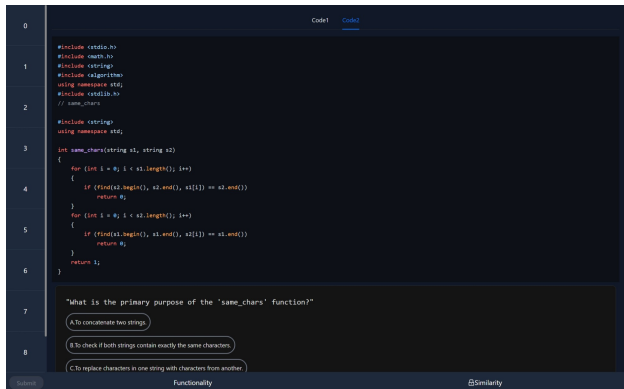 Code1 Code2
0
1
2
3
4
5
6
7
8
#include <stdio.h>
#include <math.h>
#include <string>
#include <algorithm>
using namespace std;
#include <stdlib.h>
// same_chars
#include <string>
using namespace std;
int same_chars(string s1, string s2)
{
for (int i = 0; i < s1.length(); i++)
{
if (find(s2.begin(), s2.end(), s1[i]) == s2.end())
return 0;
}
for (int i = 0; i < s2.length(); i++)
{
if (find(s1.begin(), s1.end(), s2[i]) == s1.end())
return 0;
}
return 1;
}
"What is the primary purpose of the 'same_chars' function?"
A.To concatenate two strings.
B.To check if both strings contain exactly the same characters.
C.To replace characters in one string with characters from another.
Submit Functionality Similarity